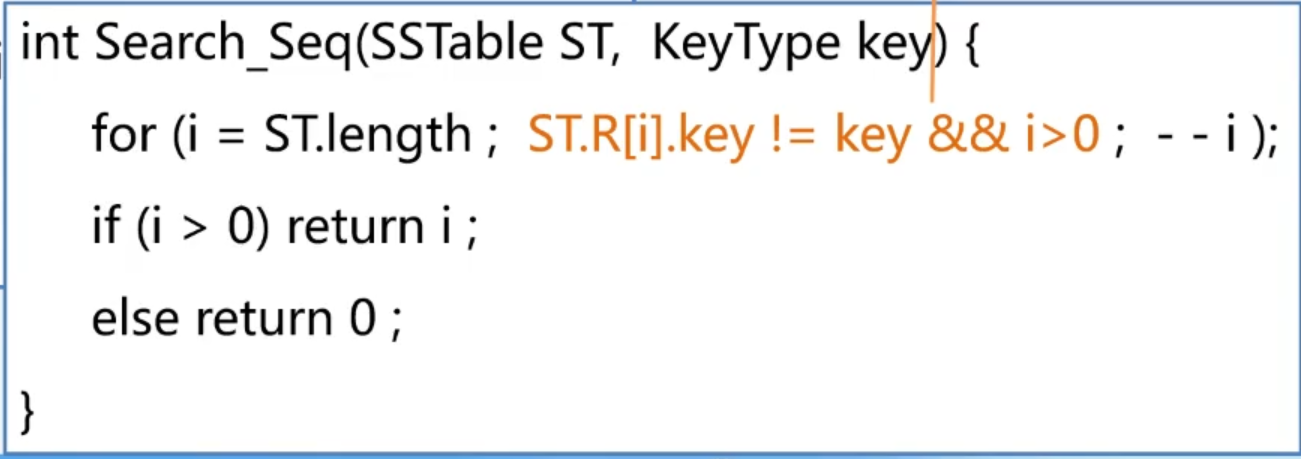 int Search_Seq(SSTable ST, KeyType key) {
for (i = ST.length ; ST.R[i].key != key && i>0 ; - - i );
if (i > 0) return i ;
else return 0 ;
}